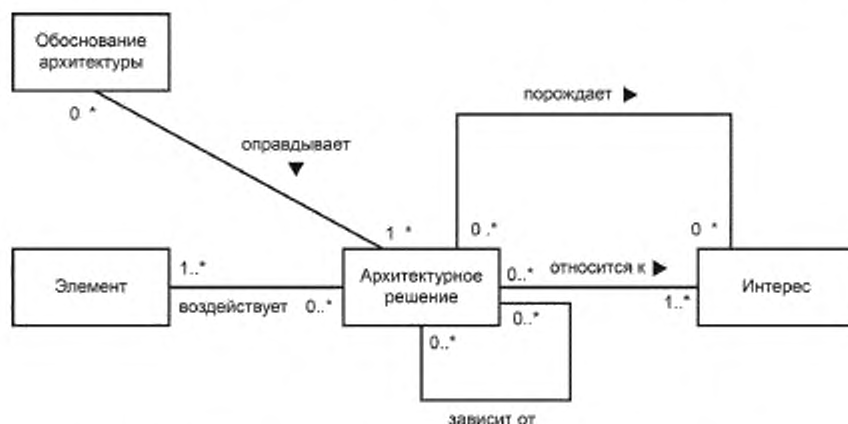 Обоснование
архитектуры
0 *
порождает ►
оправдывает
▼
1 *
0 .*
0 *
Элемент
1..*
воздействует
0..*
Архитектурное
решение
0..*
относится к ►
1..*
Интерес
0..*
0..*
зависит от